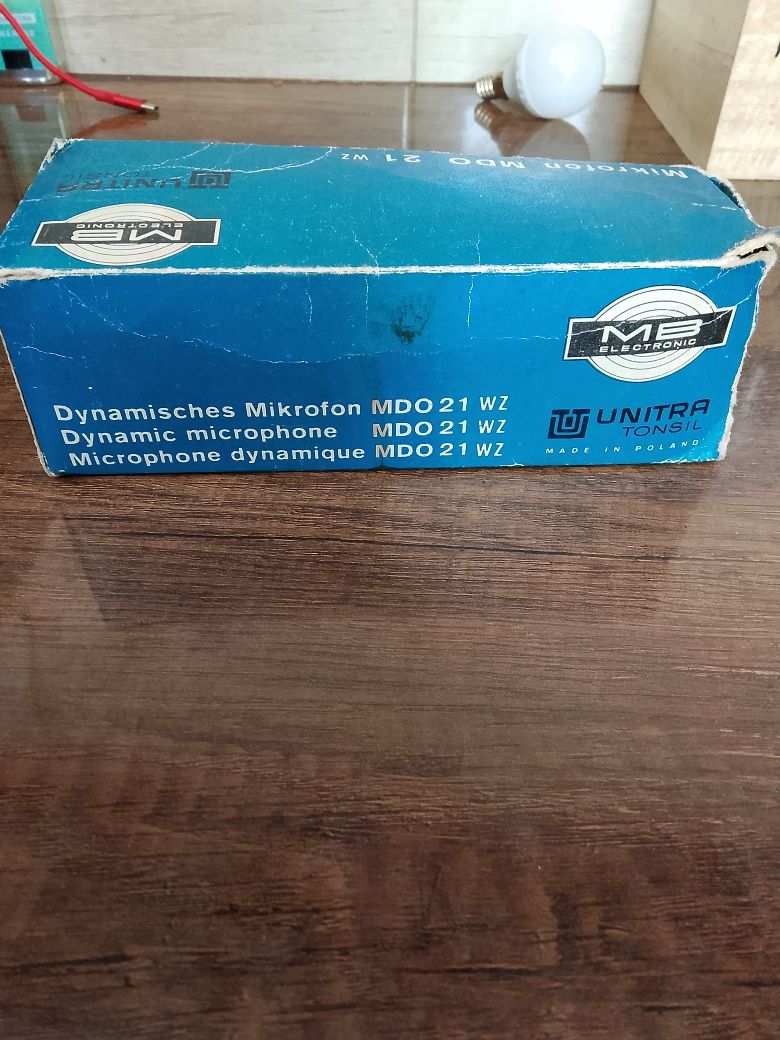 Mikrofon MDO 21 WZ
UNITRA
TONSIL
MB
ELECTRONIC
MB
ELECTRONIC
Dynamisches Mikrofon MDO 21 WZ
Dynamic microphone MDO 21 WZ
Microphone dynamique MDO 21 WZ
UNITRA
TONSIL
MADE IN POLAND